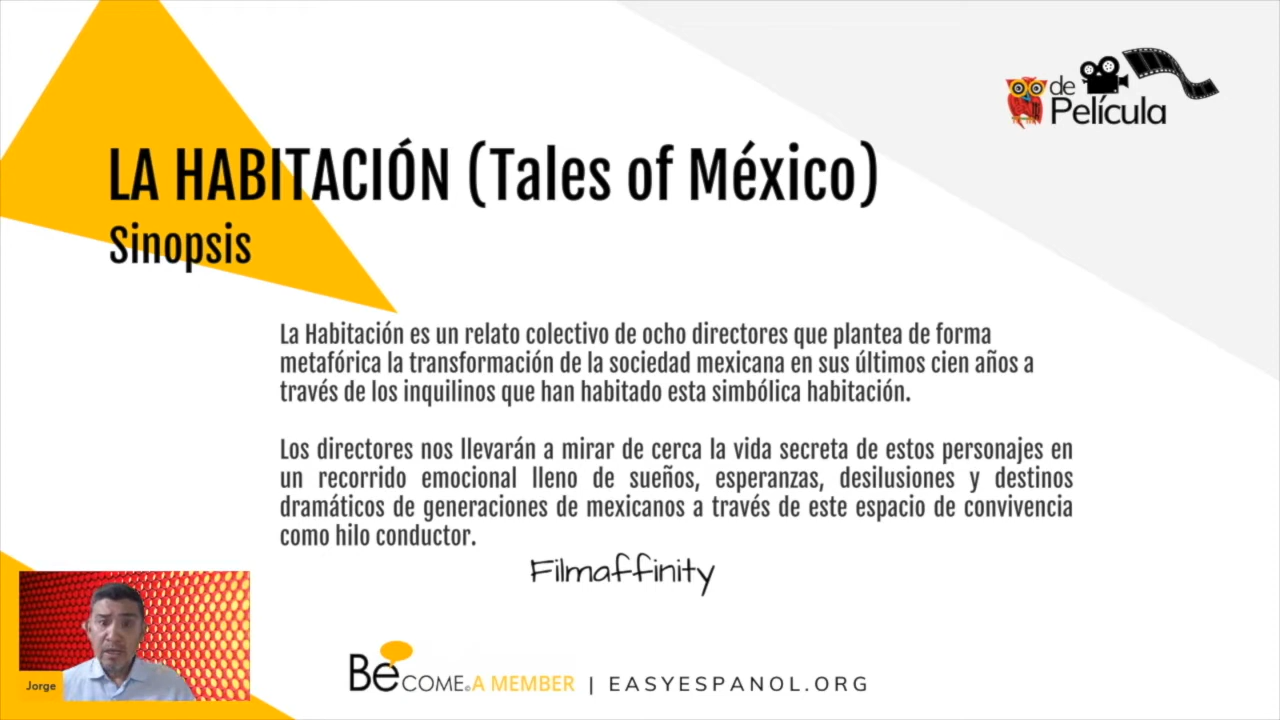 de
Película
LA HABITACIÓN (Tales of México)
Sinopsis
La Habitación es un relato colectivo de ocho directores que plantea de forma
metafórica la transformación de la sociedad mexicana en sus últimos cien años a
través de los inquilinos que han habitado esta simbólica habitación.
Los directores nos llevarán a mirar de cerca la vida secreta de estos personajes en
un recorrido emocional lleno de sueños, esperanzas, desilusiones y destinos
dramáticos de generaciones de mexicanos a través de este espacio de convivencia
como hilo conductor.
Filmaffinity
Jorge
BeCOME A MEMBER | EASYESPANOL.ORG